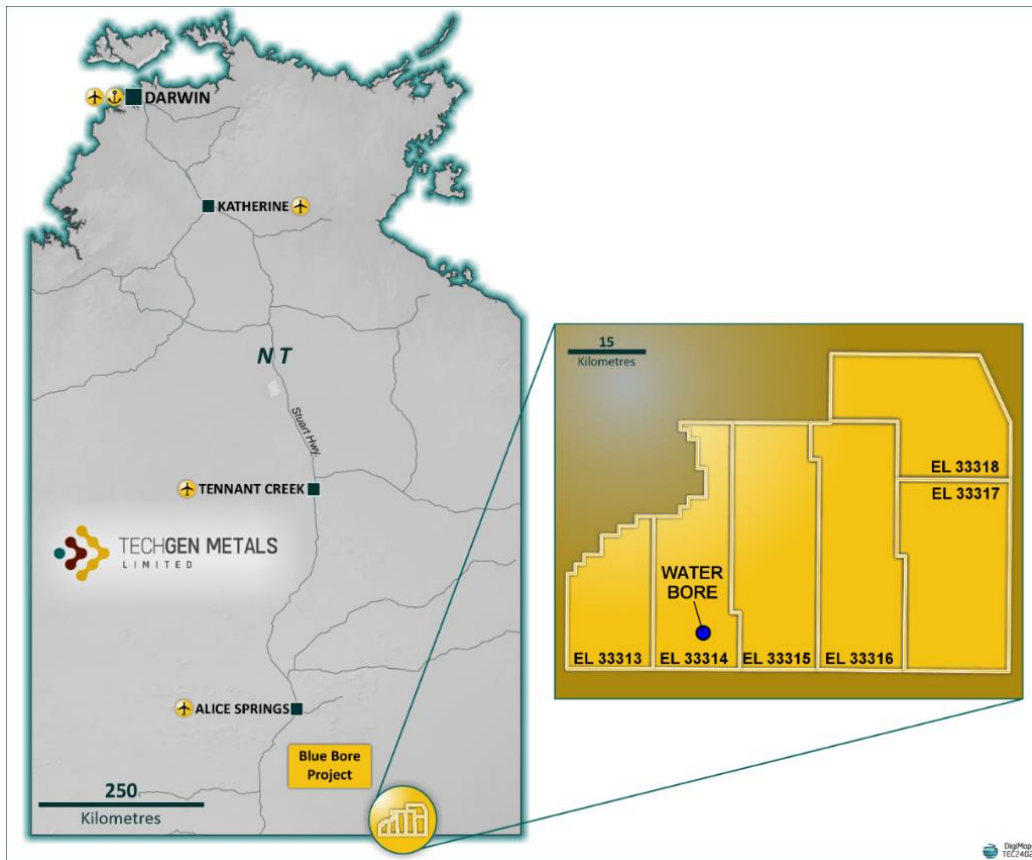 DARWIN
KATHERINE
N T
Stuart Hwy.
TENNANT CREEK
TECHGEN METALS
LIMITED
ALICE SPRINGS
Blue Bore
Project
250
Kilometres
15
Kilometres
EL 33318
EL 33317
WATER
BORE
EL 33313
EL 33314
EL 33315
EL 33316
DigiMap